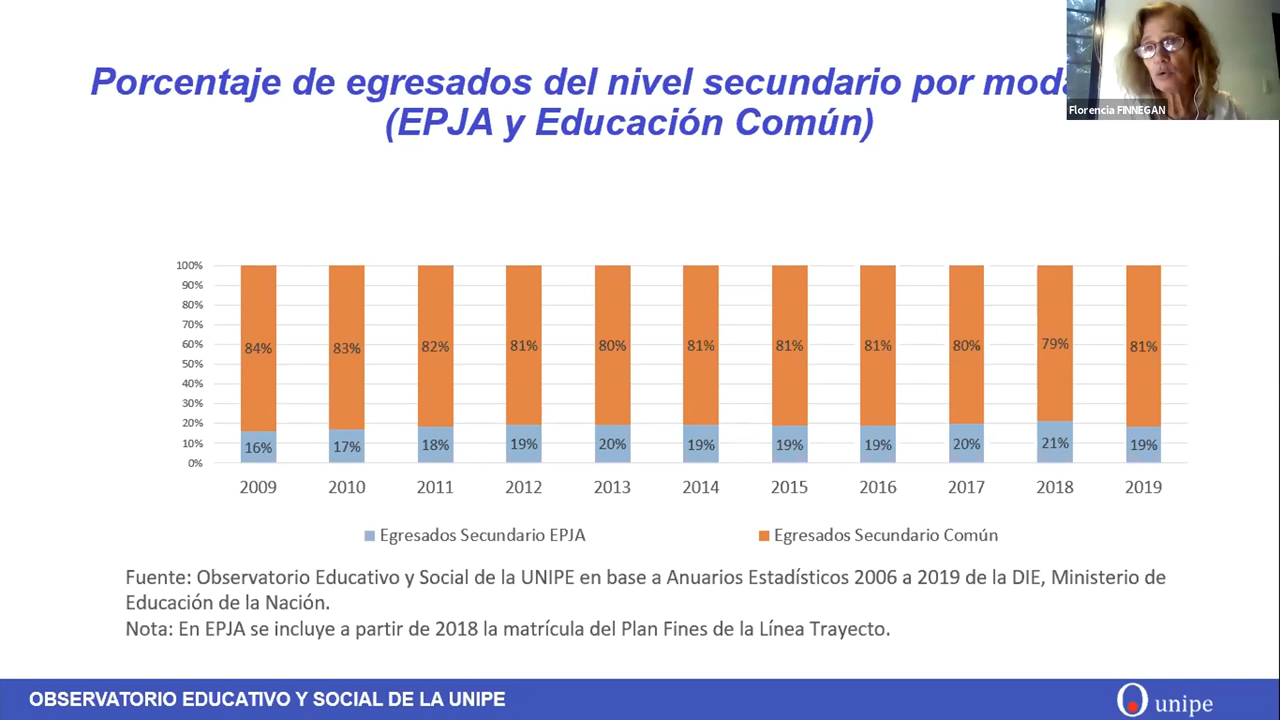 Porcentaje de egresados del nivel secundario por
(EPJA y Educación Común)
Florencia FINNEGAN
100%
90%
80%
70%
60%
50%
40%
30%
20%
10%
0%
84% 83% 82% 81% 80% 81% 81% 81% 80% 79% 81%
16% 17% 18% 19% 20% 19% 19% 19% 20% 21% 19%
2009 2010 2011 2012 2013 2014 2015 2016 2017 2018 2019
Egresados Secundario EPJA Egresados Secundario Común
Fuente: Observatorio Educativo y Social de la UNIPE en base a Anuarios Estadísticos 2006 a 2019 de la DIE, Ministerio de
Educación de la Nación.
Nota: En EPJA se incluye a partir de 2018 la matrícula del Plan Fines de la Línea Trayecto.
OBSERVATORIO EDUCATIVO Y SOCIAL DE LA UNIPE
unipe